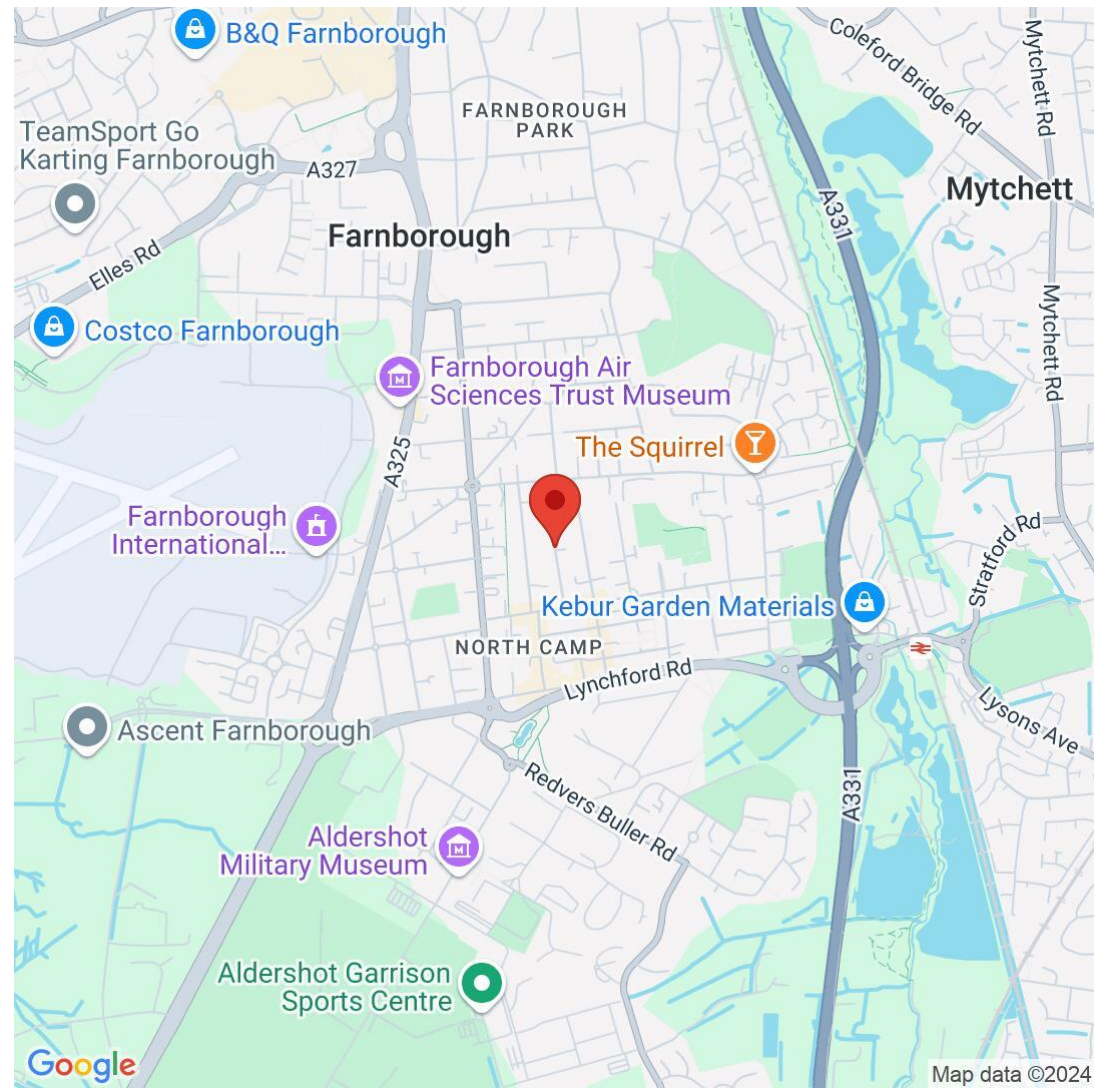 B&Q Farnborough
Coleford Bridge Rd
Mytchett Rd
FARNBOROUGH
PARK
TeamSport Go
Karting Farnborough
A327
Mytchett
A331
Farnborough
Elles Rd
Mytchett Rd
Costco Farnborough
Farnborough Air
Sciences Trust Museum
The Squirrel
A325
Farnborough
International...
Stratford Rd
Kebur Garden Materials
NORTH CAMP
Lynchford Rd
Lysons Ave
Ascent Farnborough
Redvers Buller Rd
A331
Aldershot
Military Museum
Aldershot Garrison
Sports Centre
Google
Map data ©2024